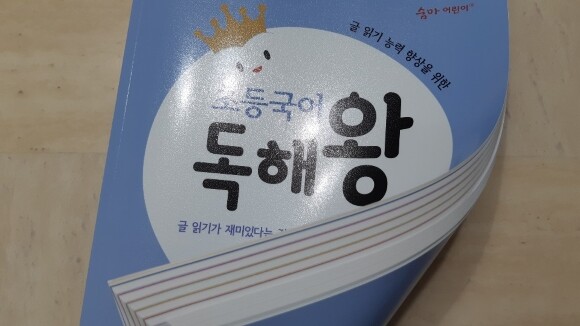 숨마어린이®
글 읽기 능력 향상을 위한
초등국어
독해왕
글 읽기가 재미있다는